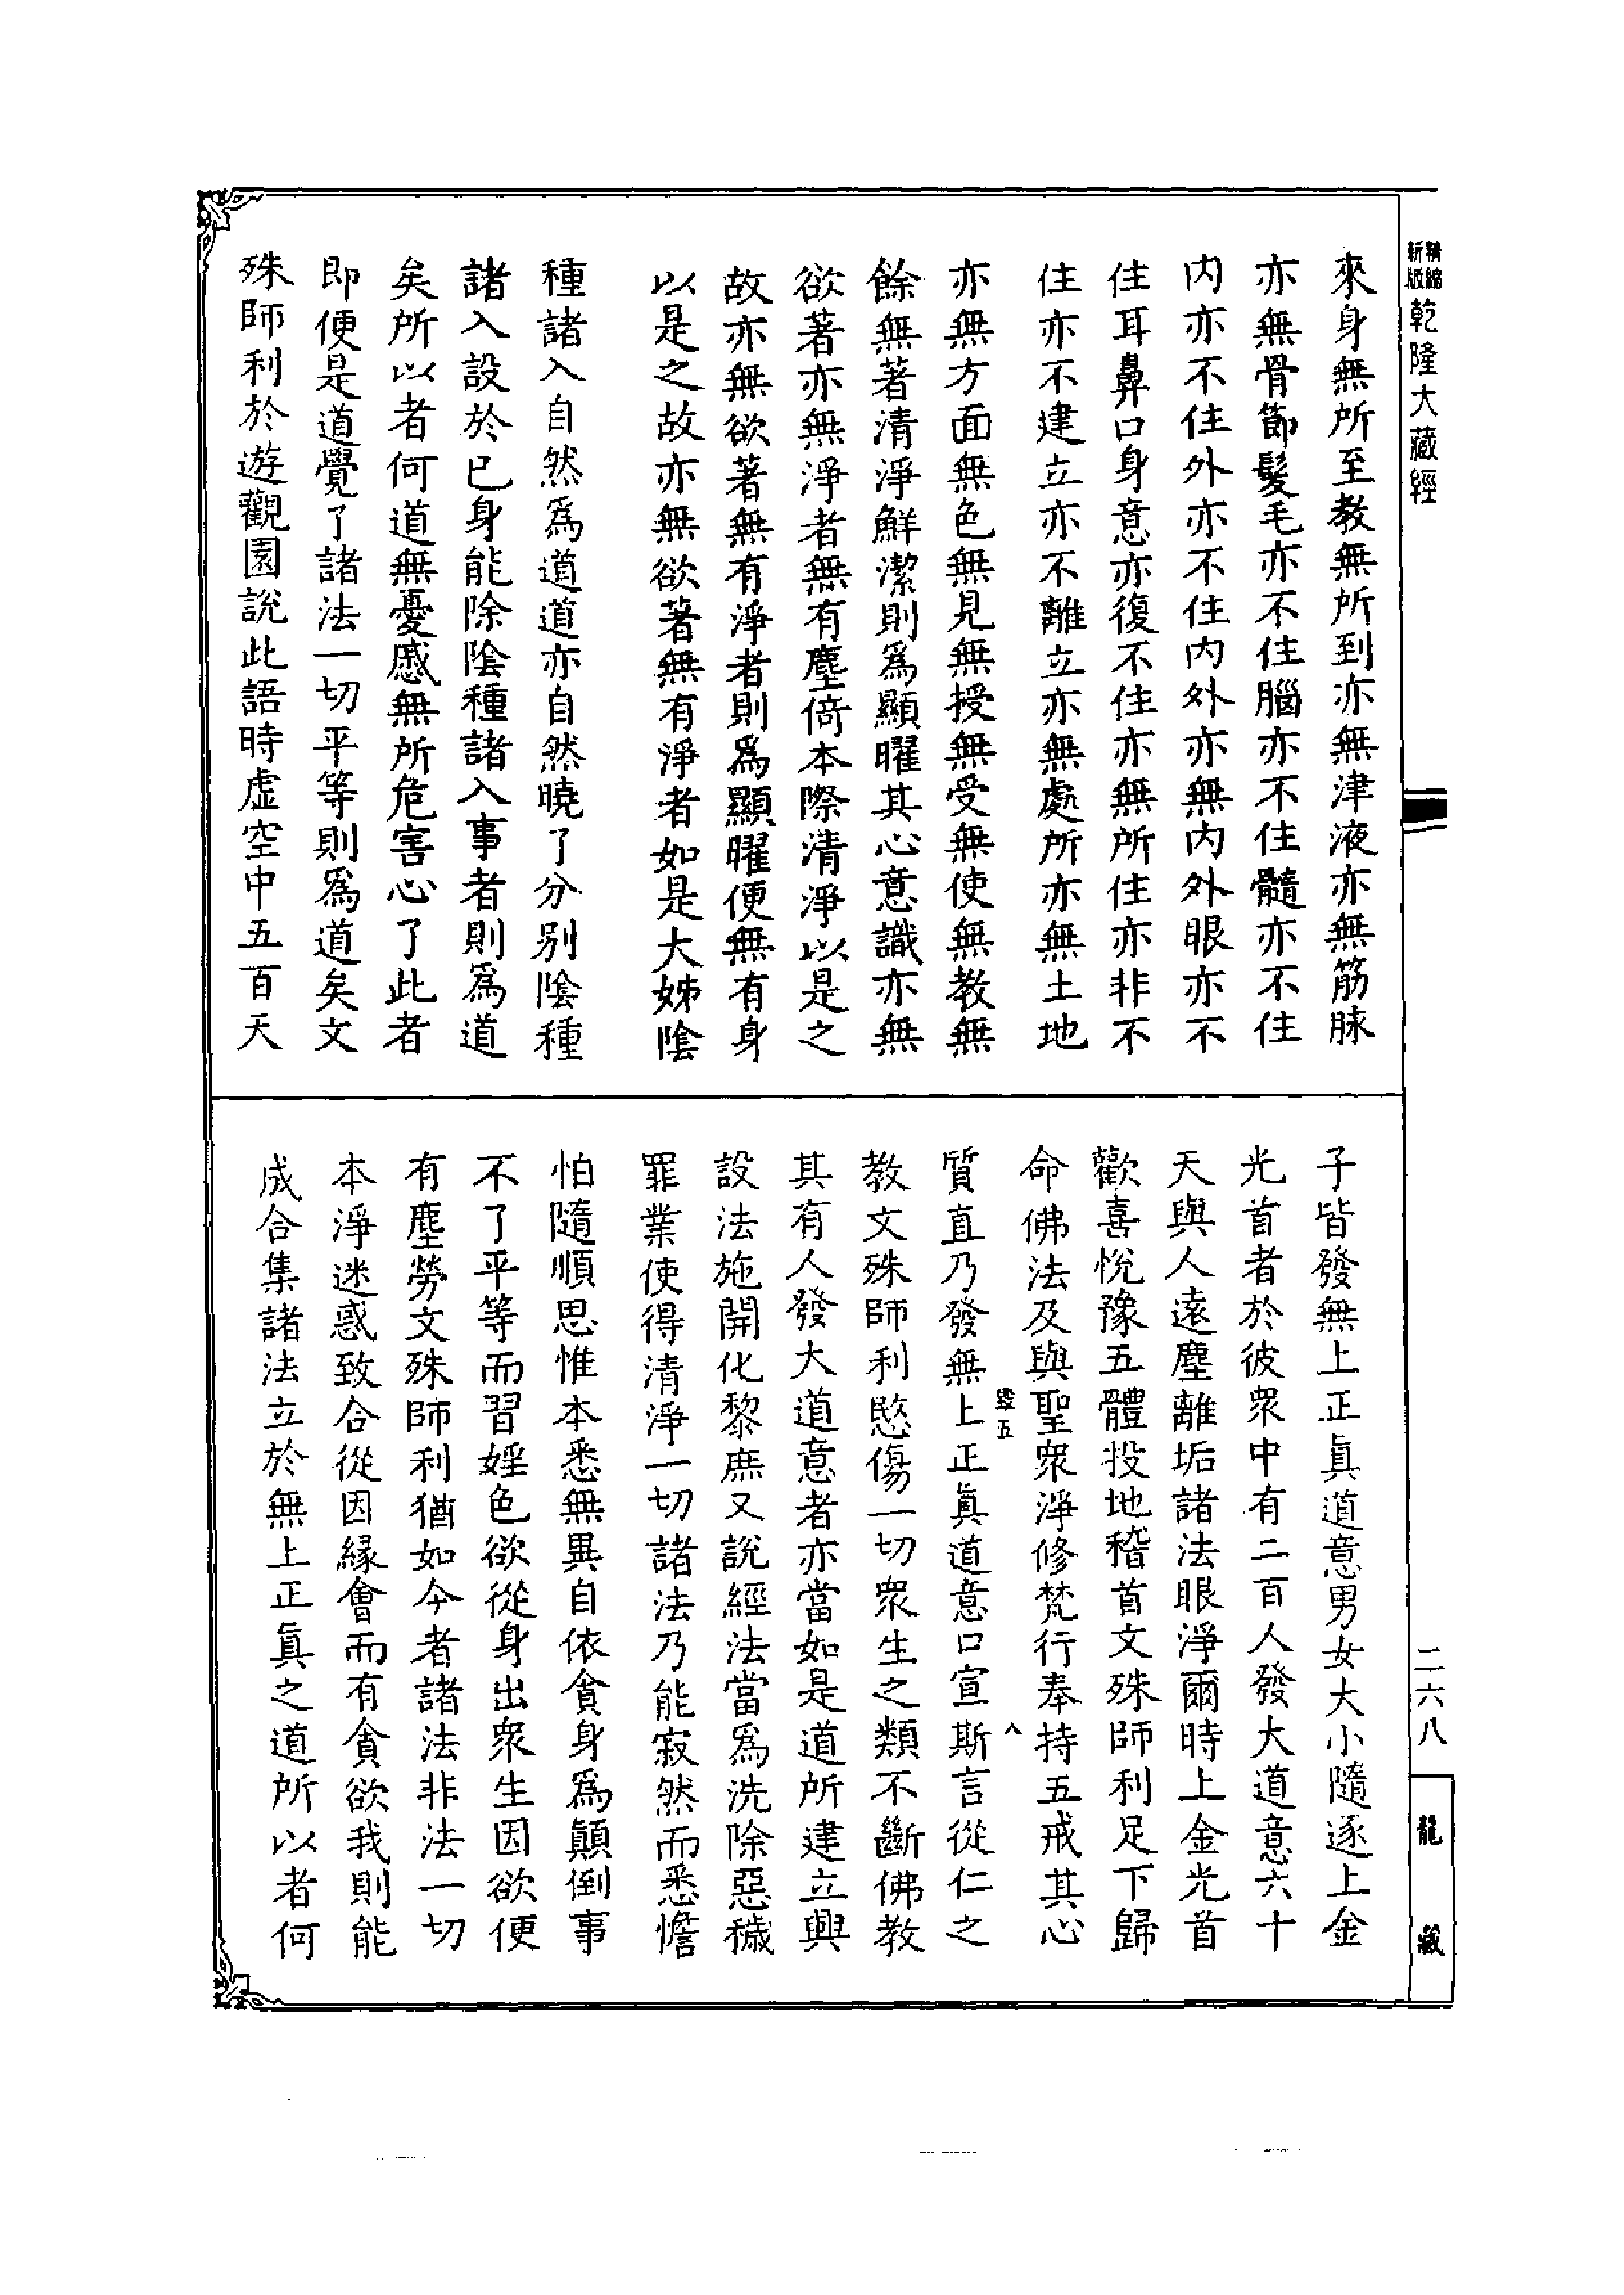 精縮
新版
乾隆大藏經
來身無所至教無所到亦無津液亦無筋脉
亦無骨節髮毛亦不住腦亦不住髓亦不住
内亦不住外亦不住内外亦無内外眼亦不
住耳鼻口身意亦復不住亦無所住亦非不
住亦不建立亦不離立亦無處所亦無土地
亦無方面無色無見無授無受無使無教無
餘無著清淨鮮潔則爲顯曜其心意識亦無
欲著亦無淨者無有塵倚本際清淨以是之
故亦無欲著無有淨者則爲顯曜便無有身
以是之故亦無欲著無有淨者如是大姊陰
種諸入自然爲道道亦自然曉了分别陰種
諸入設於已身能除陰種諸入事者則爲道
矣所以者何道無憂慼無所危害心了此者
即便是道覺了諸法一切平等則爲道矣文
殊師利於遊觀園說此語時虚空中五百天
子皆發無上正真道意男女大小隨逐上金
光首者於彼衆中有二百人發大道意六十
天與人遠塵離垢諸法眼淨爾時上金光首
歡喜悅豫五體投地稽首文殊師利足下歸
命佛法及與聖衆淨修梵行奉持五戒其心
五
八
質直乃發無上正真道意口宣斯言從仁之
教文殊師利愍傷一切衆生之類不斷佛教
其有人發大道意者亦當如是道所建立興
設法施開化黎庶又說經法當爲洗除惡穢
罪業使得清淨一切諸法乃能寂然而悉憺
怕隨順思惟本悉無異自依貪身爲顛倒事
不了平等而習婬色欲從身出衆生因欲便
有塵勞文殊師利猶如今者諸法非法一切
本淨迷惑致合從因緣會而有貪欲我則能
成合集諸法立於無上正真之道所以者何
二六八
龍藏